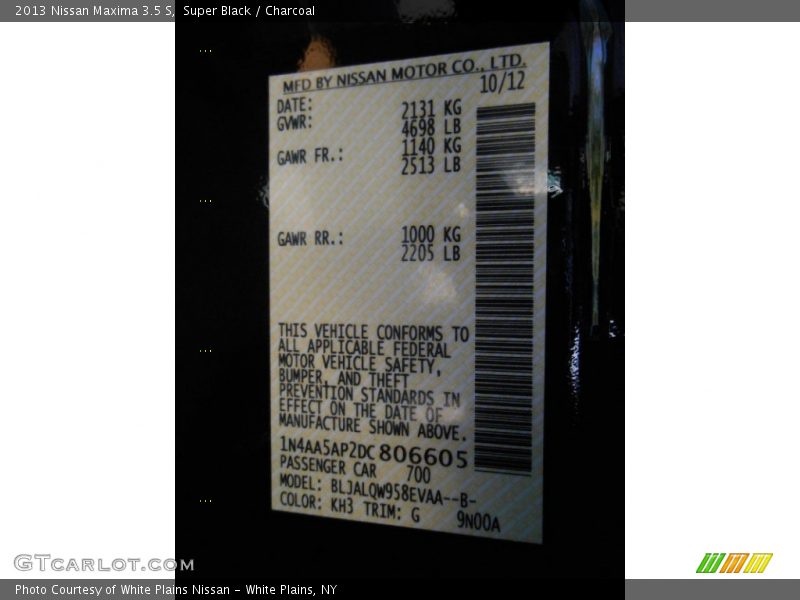 2013 Nissan Maxima 3.5 S, Super Black / Charcoal
MFD BY NISSAN MOTOR CO., LTD.
10/12
DATE:
GVWR:
2131 KG
4698 LB
GAWR FR.:
1140 KG
2513 LB
GAWR RR.:
1000 KG
2205 LB
THIS VEHICLE CONFORMS TO
ALL APPLICABLE FEDERAL
MOTOR VEHICLE SAFETY,
BUMPER, AND THEFT
PREVENTION STANDARDS IN
EFFECT ON THE DATE OF
MANUFACTURE SHOWN ABOVE.
1N4AA5AP2DC806605
PASSENGER CAR 700
MODEL: BLJALQW958EVAA--B-
COLOR: KH3 TRIM: G 9N00A
GTcarlot.com
Photo Courtesy of White Plains Nissan - White Plains, NY